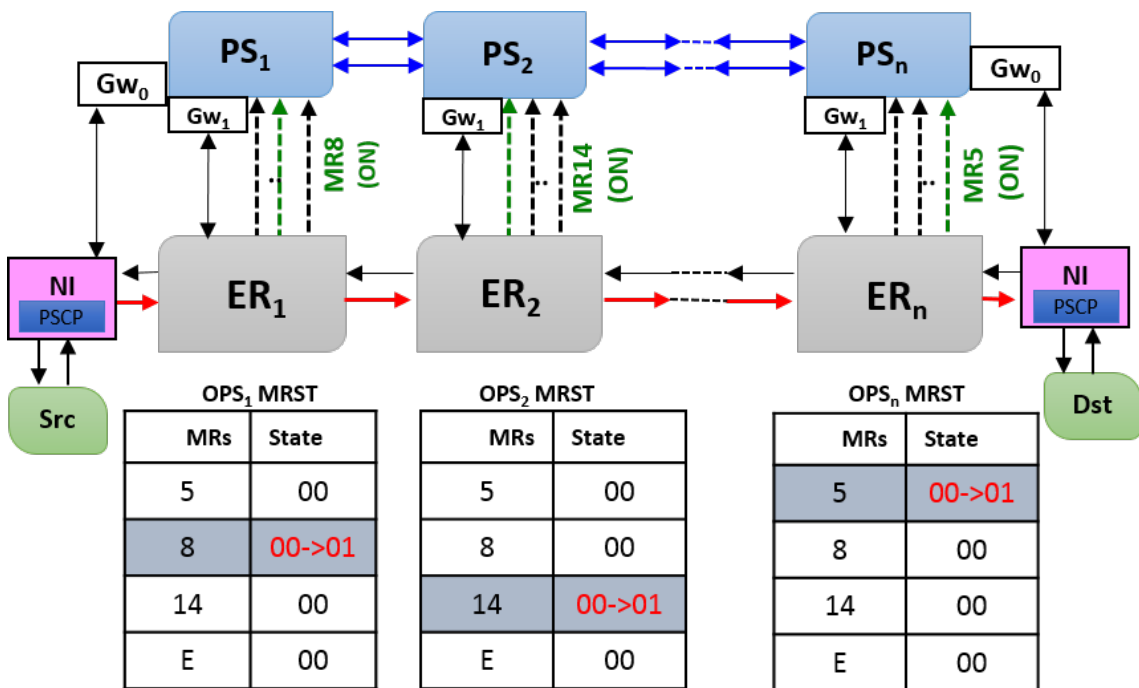 PS1
PS2
PSn
Gw0
Gw0
Gw1
Gw1
Gw1
MR8
(ON)
MR14
(ON)
MR5
(ON)
NI
PSCP
ER1
ER2
ERn
NI
PSCP
Src
Dst
OPS1 MRST
MRs State
5 00
8 00->01
14 00
E 00
OPS2 MRST
MRs State
5 00
8 00
14 00->01
E 00
OPSn MRST
MRs State
5 00->01
8 00
14 00
E 00